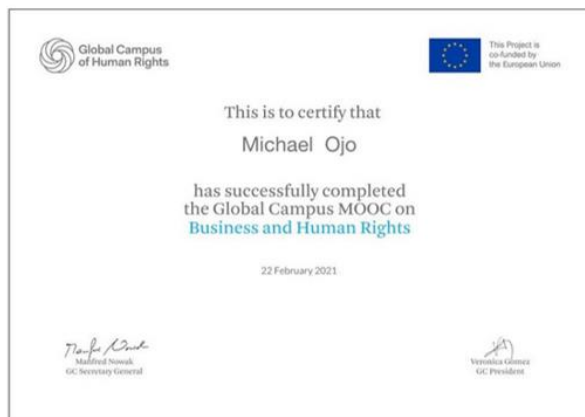 Global Campus
of Human Rights
This Project is
co-funded by
the European Union
This is to certify that
Michael Ojo
has successfully completed
the Global Campus MOOC on
Business and Human Rights
22 February 2021
Manfred Nowak
GC Secretary General
Veronica Gómez
GC President